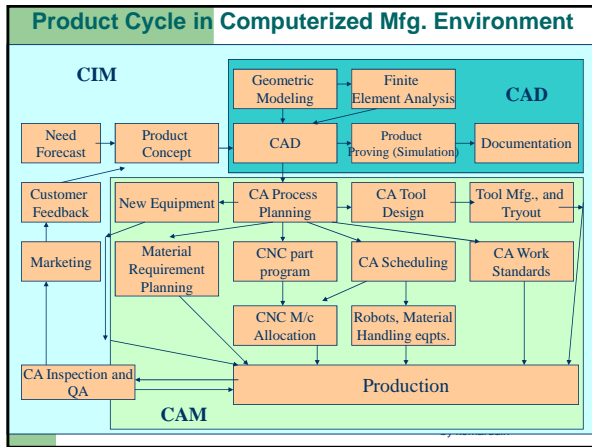 Product Cycle in Computerized Mfg. Environment
CIM
Geometric
Modeling
Finite
Element Analysis
CAD
Need
Forecast
Product
Concept
CAD
Product
Proving (Simulation)
Documentation
Customer
Feedback
New Equipment
CA Process
Planning
CA Tool
Design
Tool Mfg., and
Tryout
Marketing
Material
Requirement
Planning
CNC part
program
CA Scheduling
CA Work
Standards
CNC M/c
Allocation
Robots, Material
Handling eqpts.
CA Inspection and
QA
Production
CAM